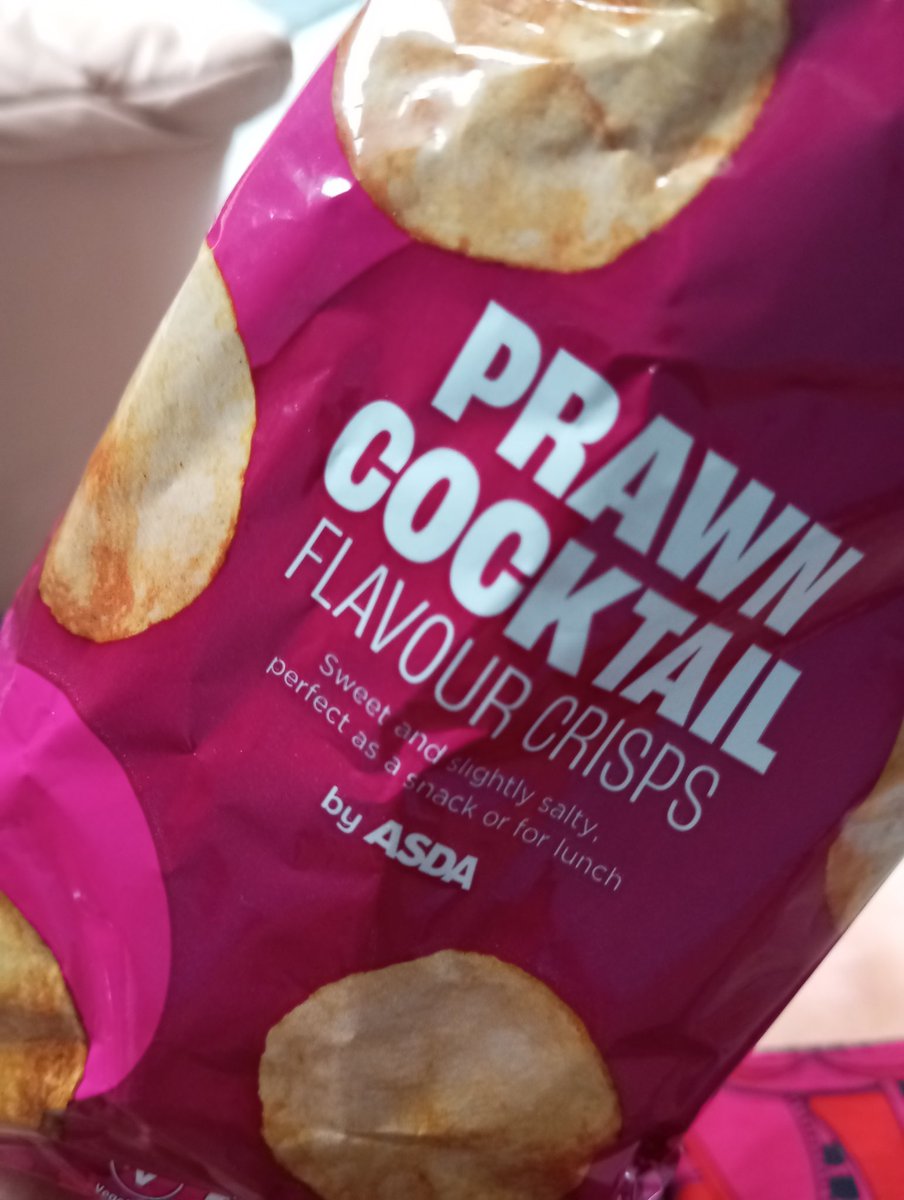 PRAWN
COCKTAIL
FLAVOUR CRISPS
Sweet and slightly salty,
perfect as a snack or for lunch
by ASDA
V